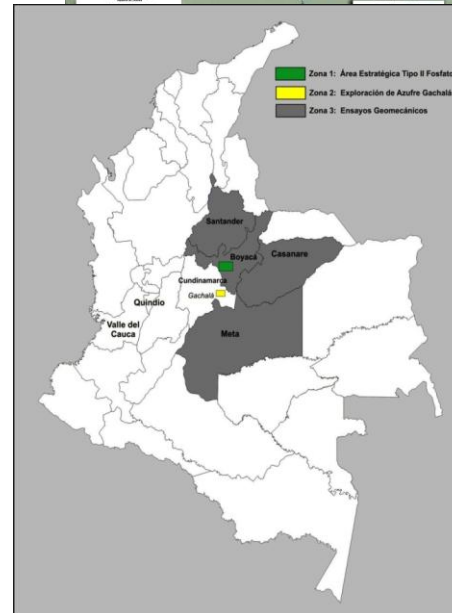 Zona 1: Área Estratégica Tipo II Fosfato
Zona 2: Exploración de Azufre Gachalá
Zona 3: Ensayos Geomecánicos
Santander
Boyacá
Casanare
Cundinamarca
Gachalá
Quindío
Valle del
Cauca
Meta